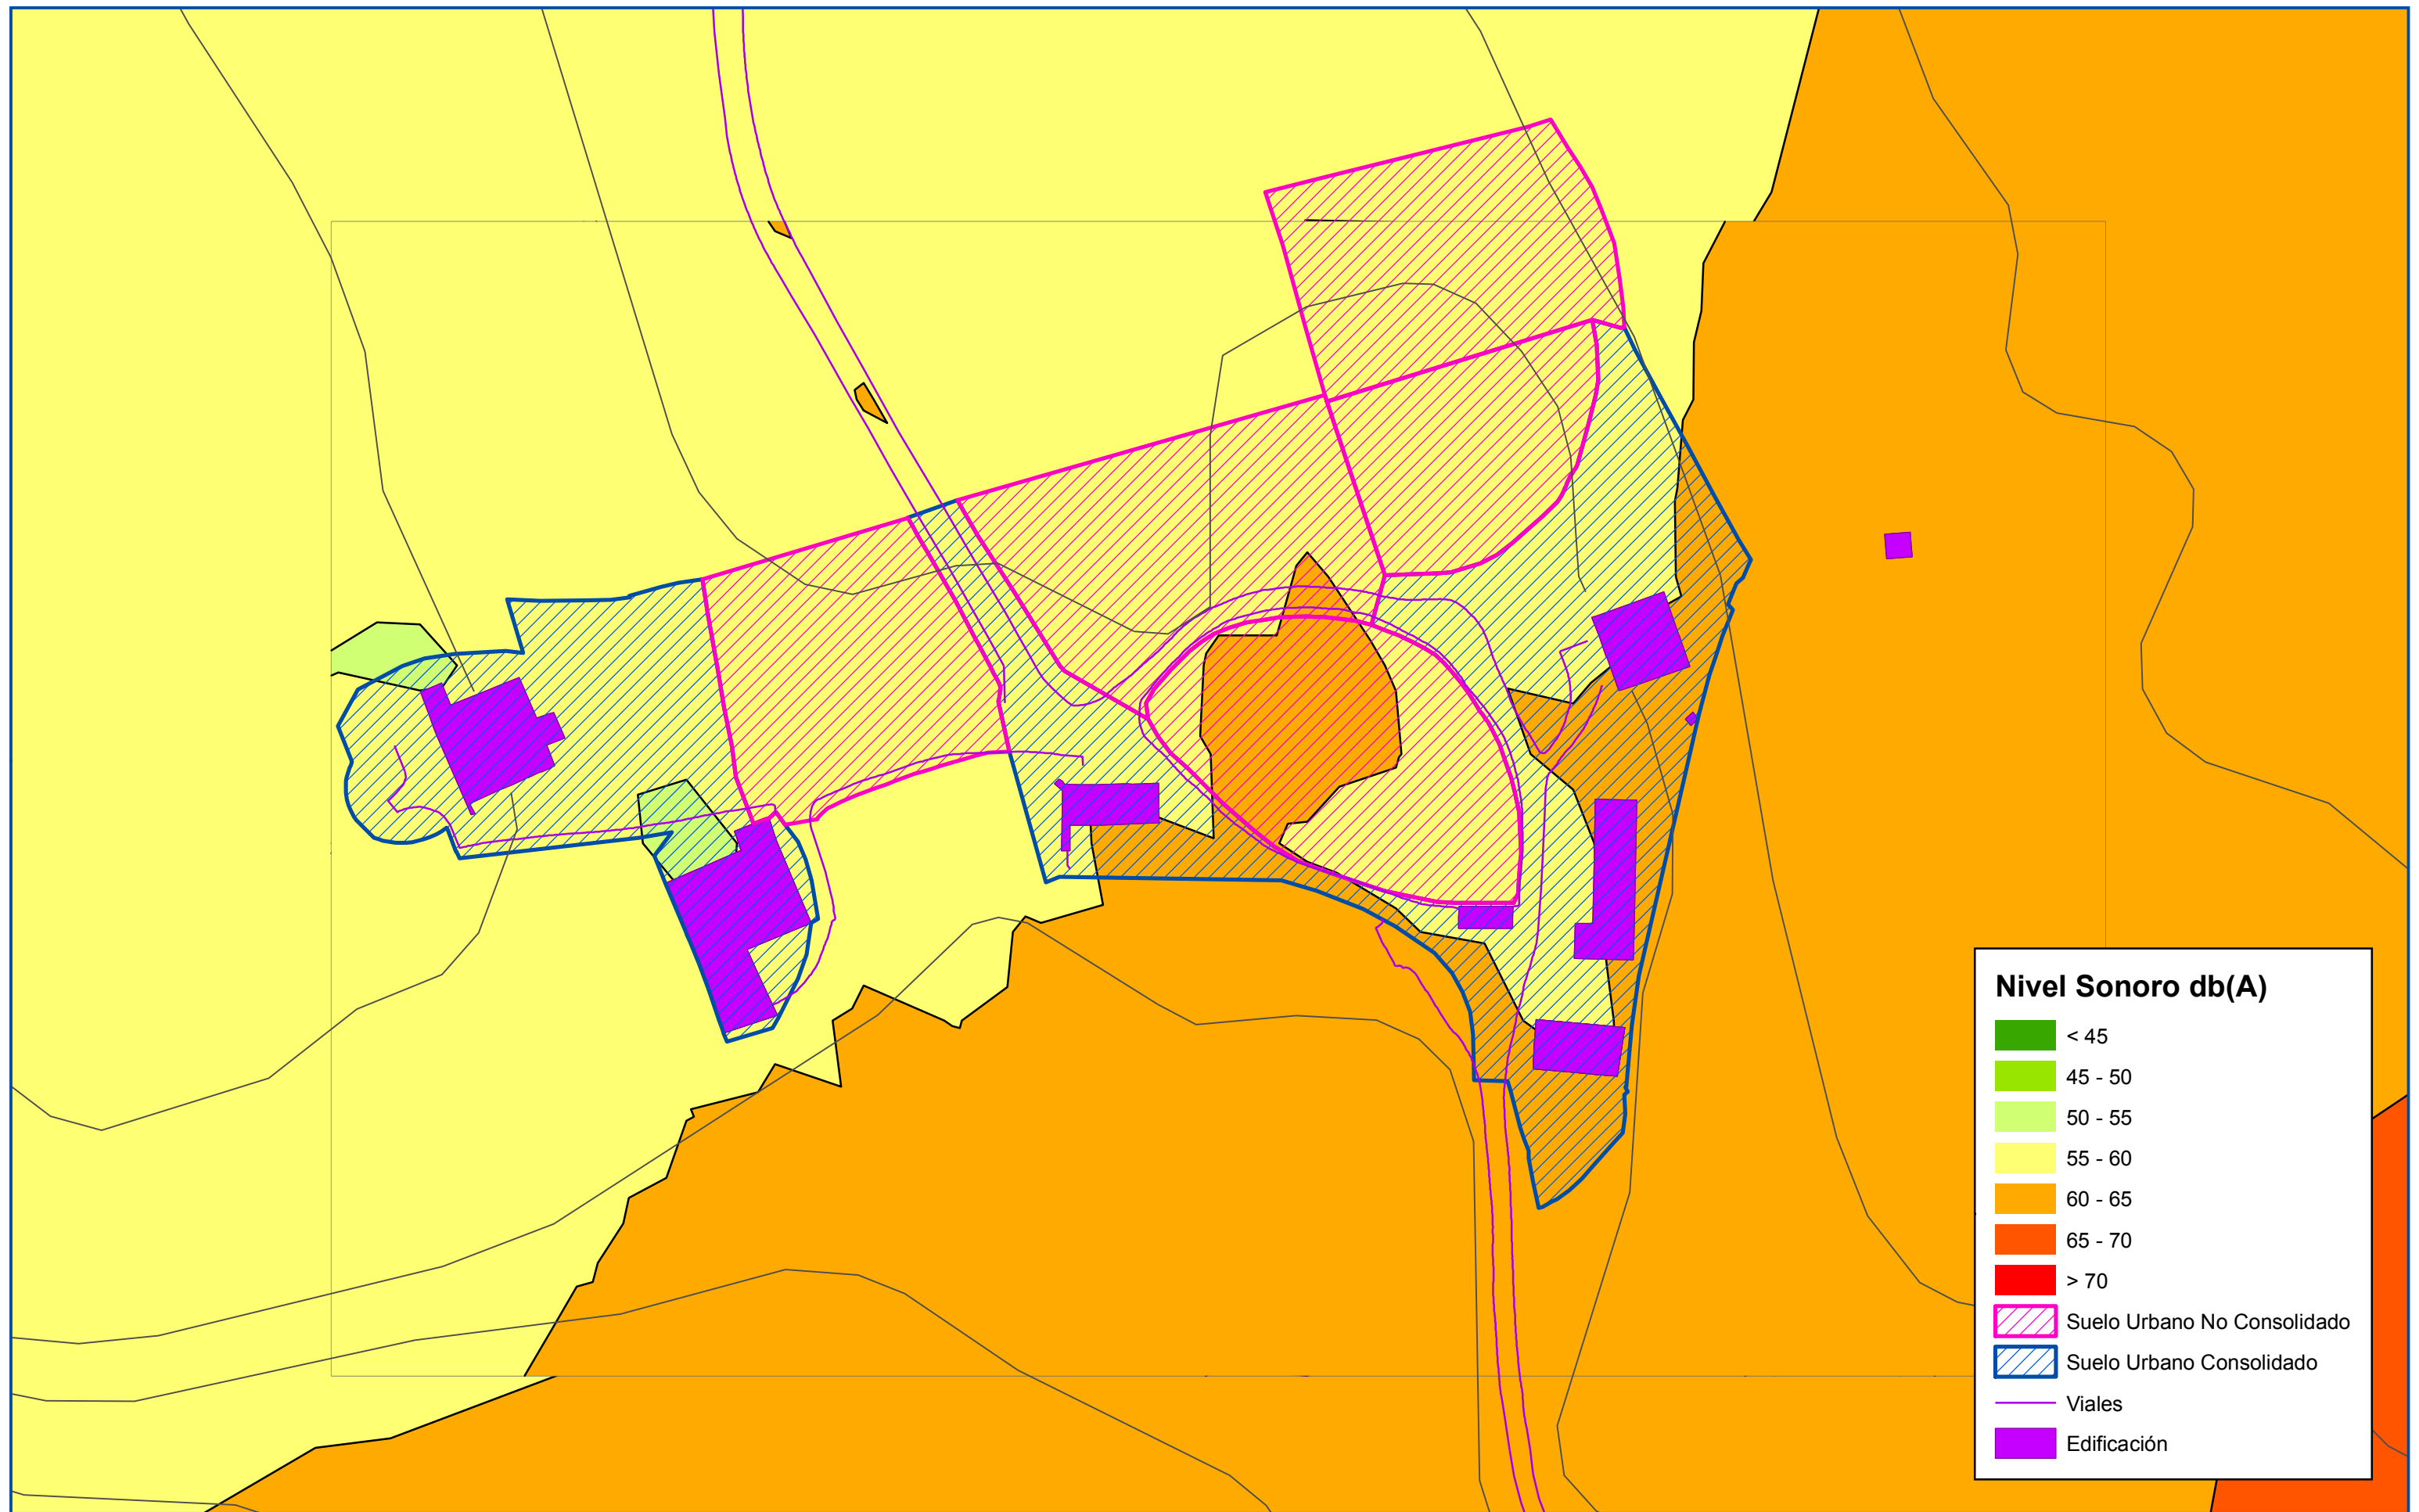 Nivel Sonoro db(A)
< 45
45 - 50
50 - 55
55 - 60
60 - 65
65 - 70
> 70
Suelo Urbano No Consolidado
Suelo Urbano Consolidado
Viales
Edificación